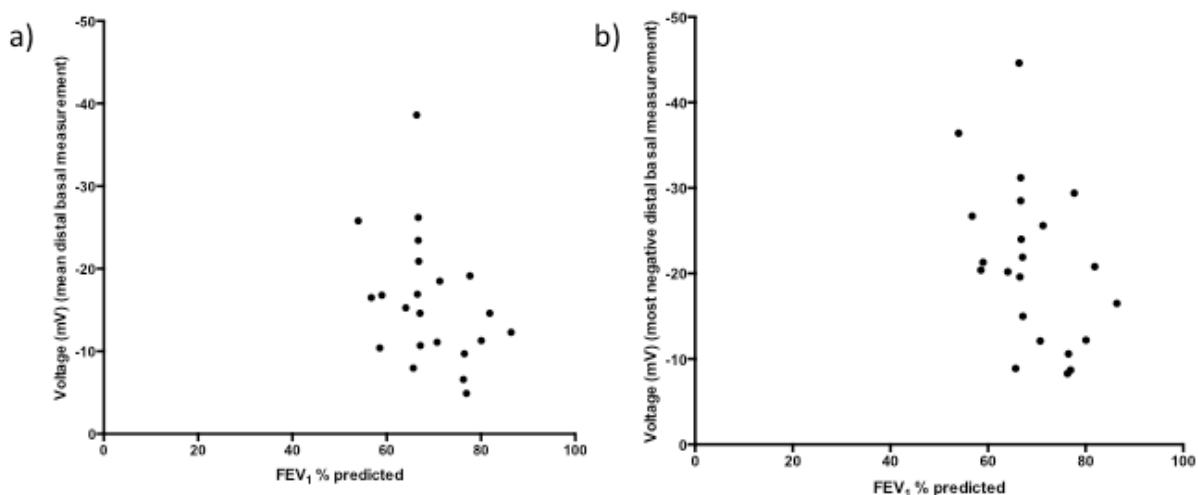 a)
Voltage (mV) (mean distal basal measurement)
-50
-40
-30
-20
-10
0
0 20 40 60 80 100
FEV1 % predicted
b)
Voltage (mV) (most negative distal basal measurement)
-50
-40
-30
-20
-10
0
0 20 40 60 80 100
FEV1 % predicted